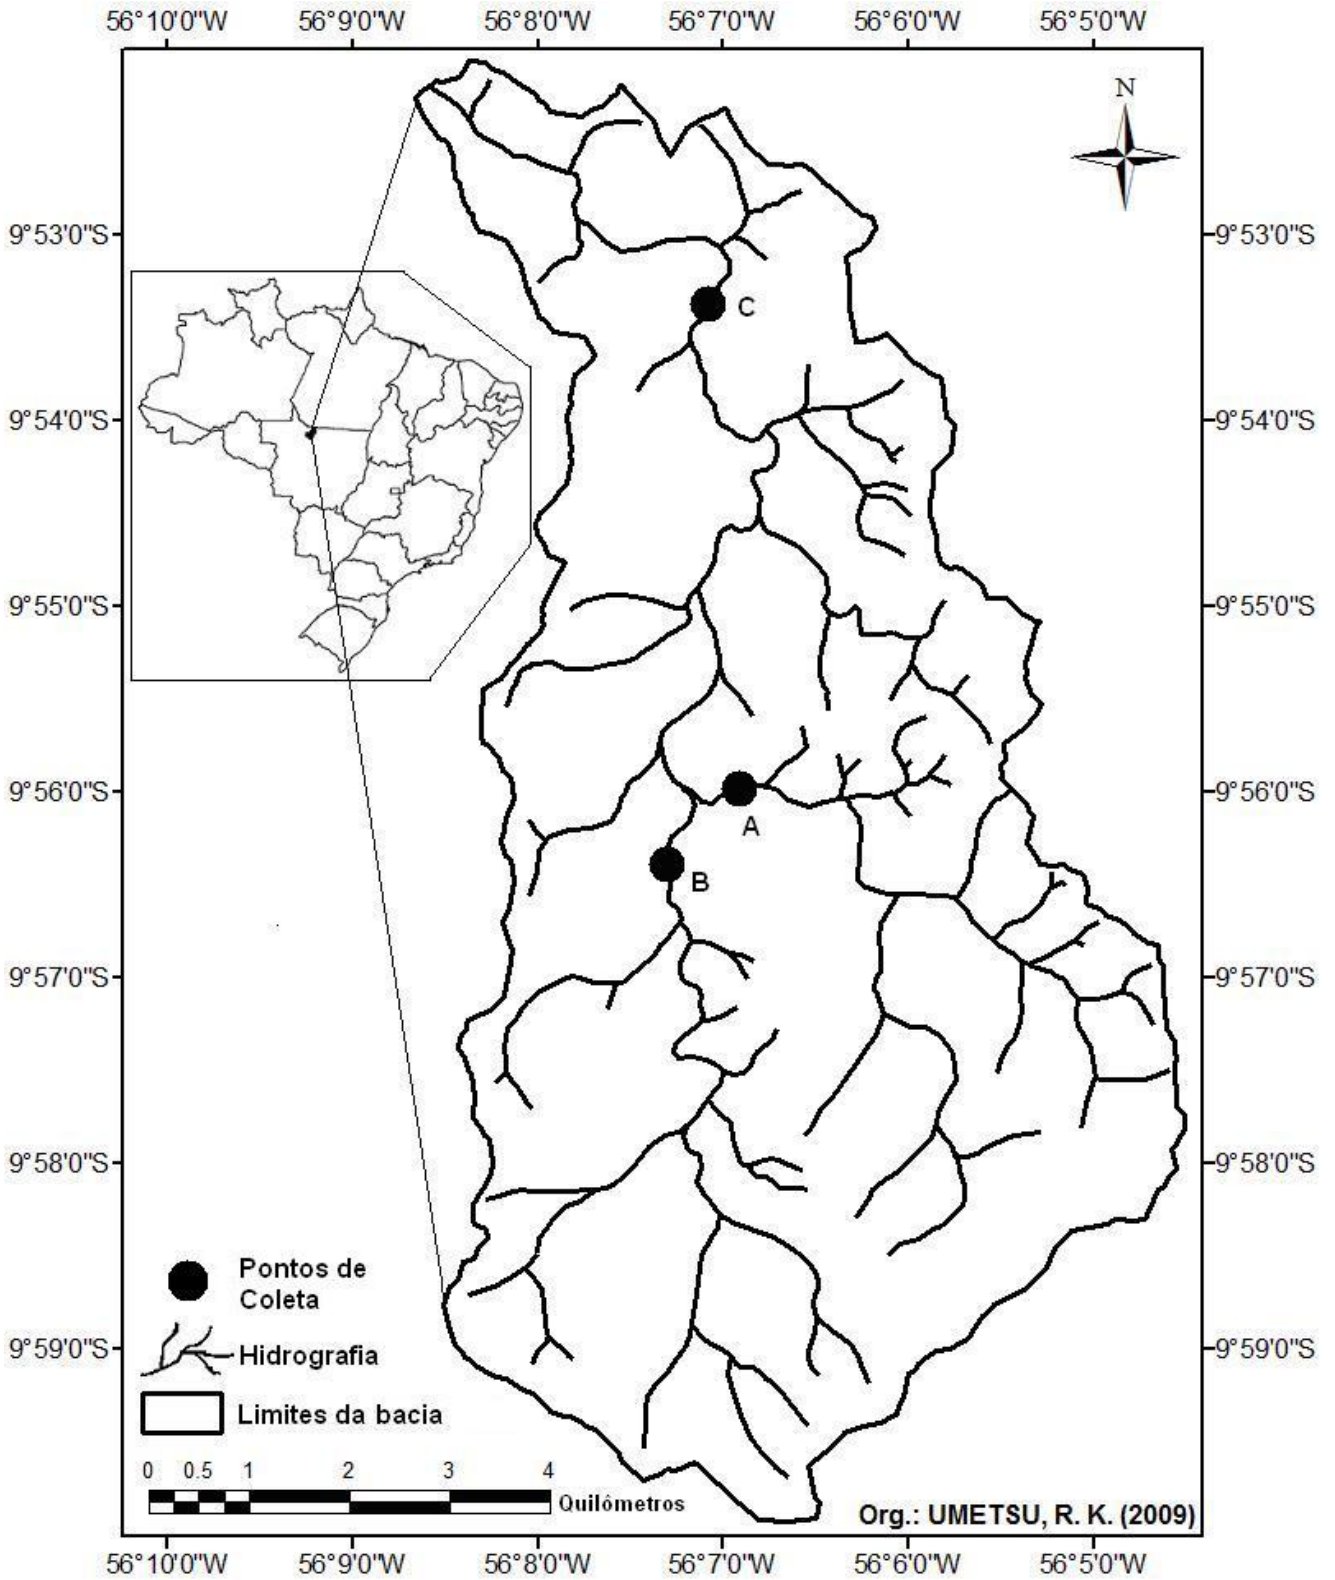 56°10'0"W 56°9'0"W 56°8'0"W 56°7'0"W 56°6'0"W 56°5'0"W
N
9°53'0"S 9°53'0"S
C
9°54'0"S 9°54'0"S
9°55'0"S 9°55'0"S
9°56'0"S 9°56'0"S
A
B
9°57'0"S 9°57'0"S
9°58'0"S 9°58'0"S
Pontos de
Coleta
9°59'0"S 9°59'0"S
Hidrografia
Limites da bacia
0 0.5 1 2 3 4
Quilômetros
Org.: UMETSU, R. K. (2009)
56°10'0"W 56°9'0"W 56°8'0"W 56°7'0"W 56°6'0"W 56°5'0"W